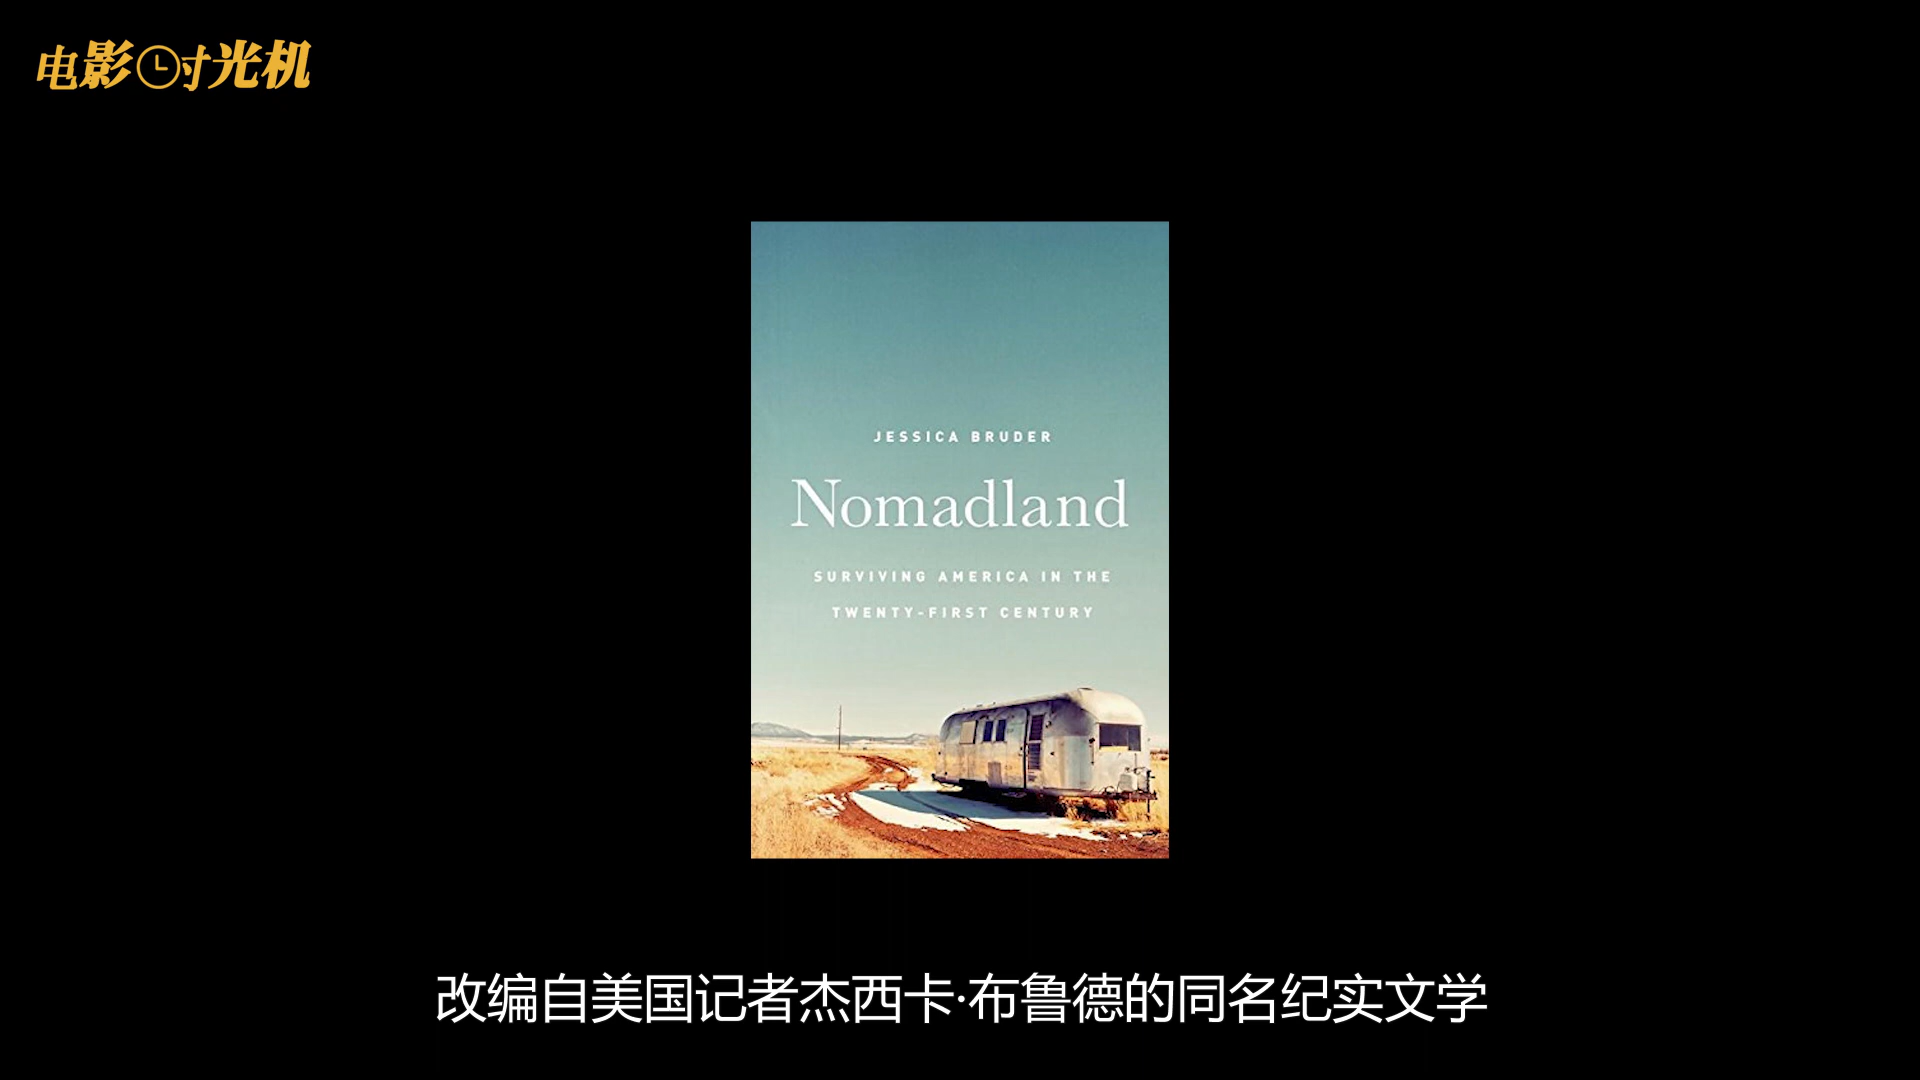 电影时光机
JESSICA BRUDER
Nomadland
SURVIVING AMERICA IN THE
TWENTY-FIRST CENTURY
改编自美国记者杰西卡·布鲁德的同名纪实文学